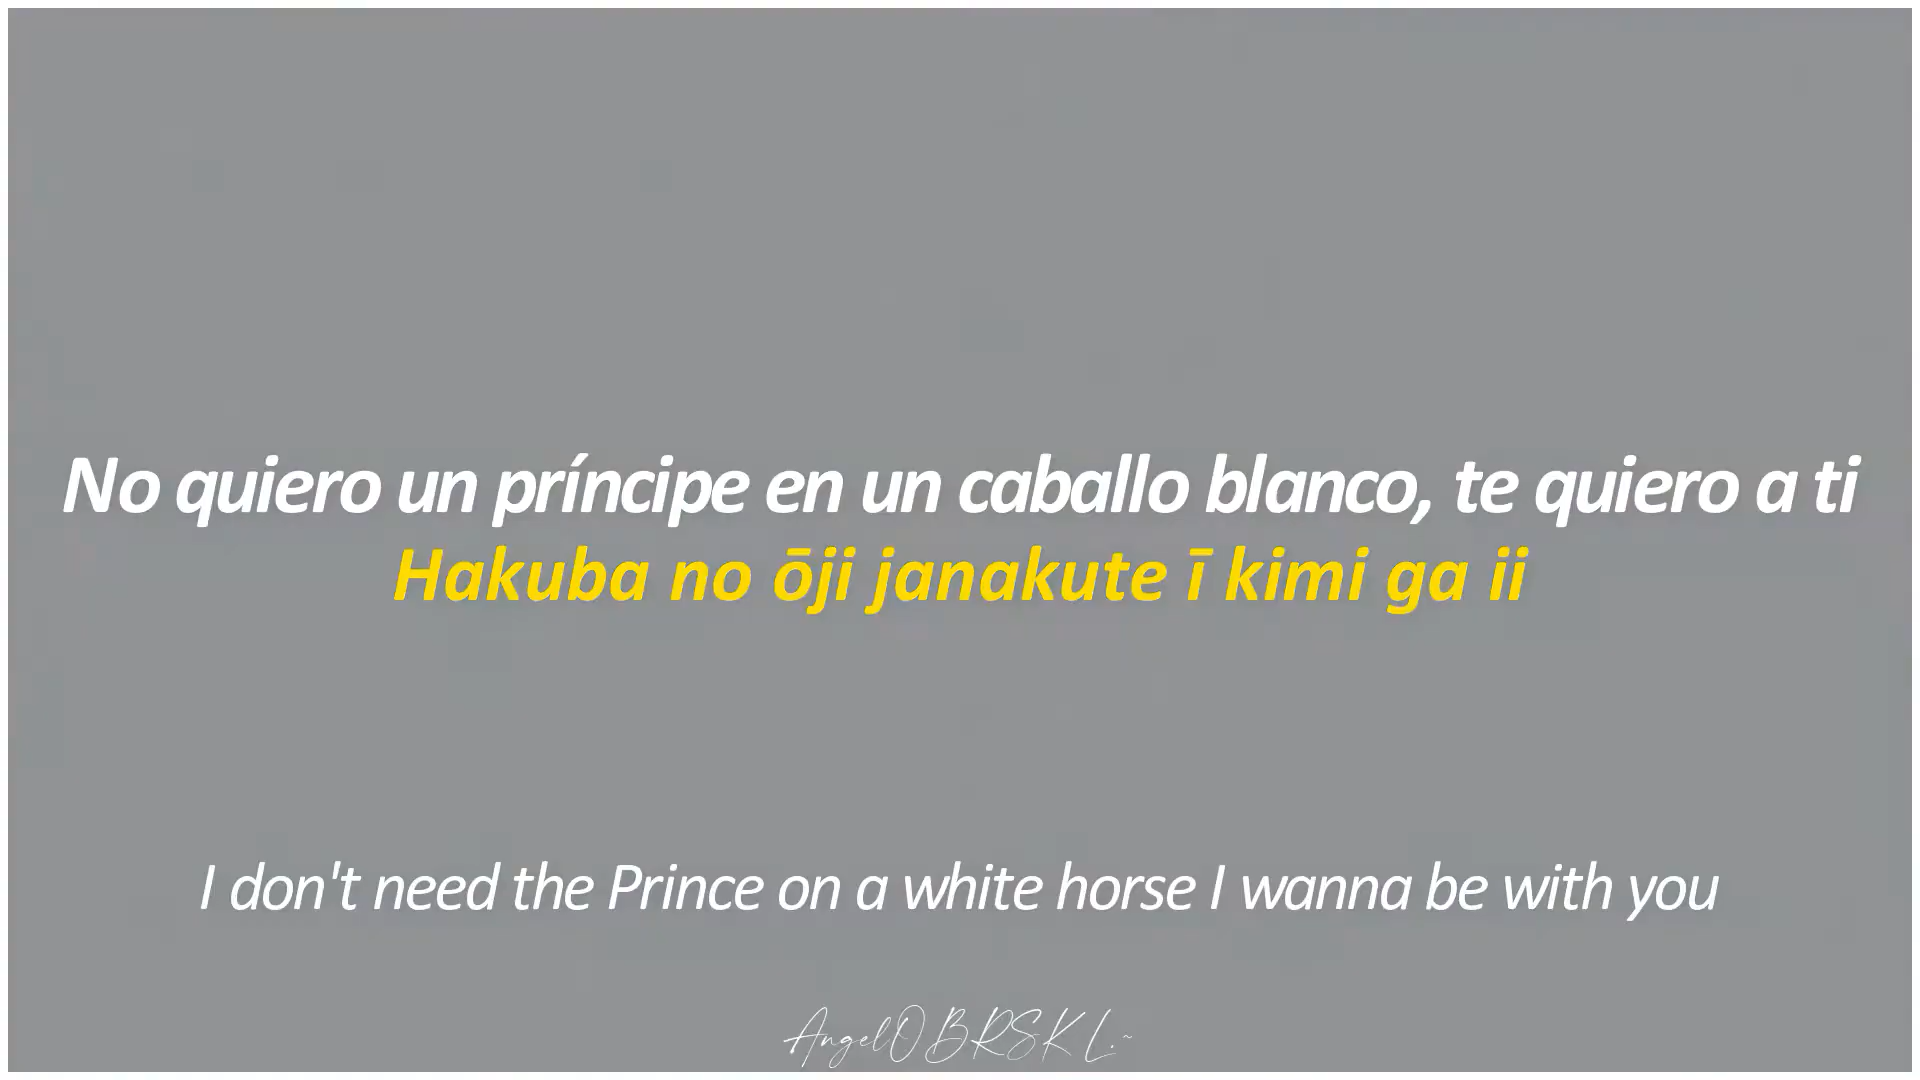 No quiero un príncipe en un caballo blanco, te quiero a ti
Hakuba no ōji janakute ī kimi ga ii
I don't need the Prince on a white horse I wanna be with you
AngelOBRSKL.~